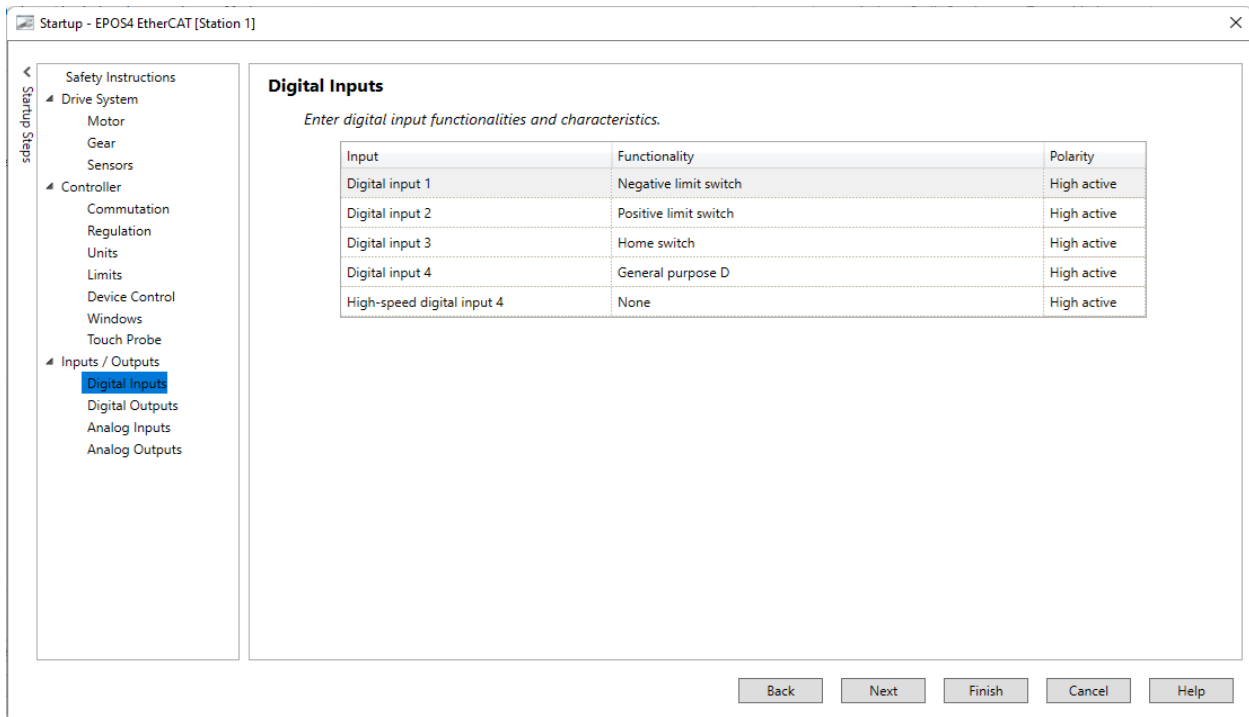 Startup - EPOS4 EtherCAT [Station 1]
Startup Steps
Safety Instructions
Drive System
Motor
Gear
Sensors
Controller
Commutation
Regulation
Units
Limits
Device Control
Windows
Touch Probe
Inputs / Outputs
Digital Inputs
Digital Outputs
Analog Inputs
Analog Outputs
Digital Inputs
Enter digital input functionalities and characteristics.
Input Functionality Polarity
Digital input 1 Negative limit switch High active
Digital input 2 Positive limit switch High active
Digital input 3 Home switch High active
Digital input 4 General purpose D High active
High-speed digital input 4 None High active
Back Next Finish Cancel Help